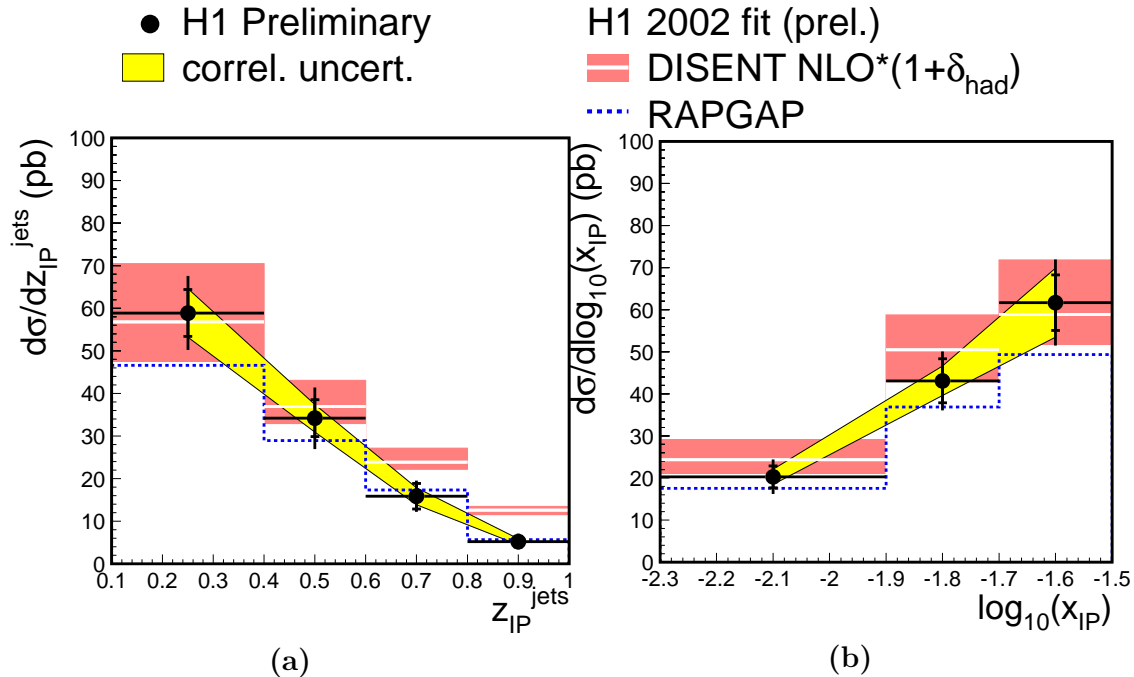 H1 Preliminary
correl. uncert.
H1 2002 fit (prel.)
DISENT NLO*(1+δhad)
RAPGAP
dσ/dzIP^jets (pb)
100
90
80
70
60
50
40
30
20
10
0
0.1 0.2 0.3 0.4 0.5 0.6 0.7 0.8 0.9 1
zIP^jets
(a)
dσ/dlog10(xIP) (pb)
100
90
80
70
60
50
40
30
20
10
0
-2.3 -2.2 -2.1 -2 -1.9 -1.8 -1.7 -1.6 -1.5
log10(xIP)
(b)